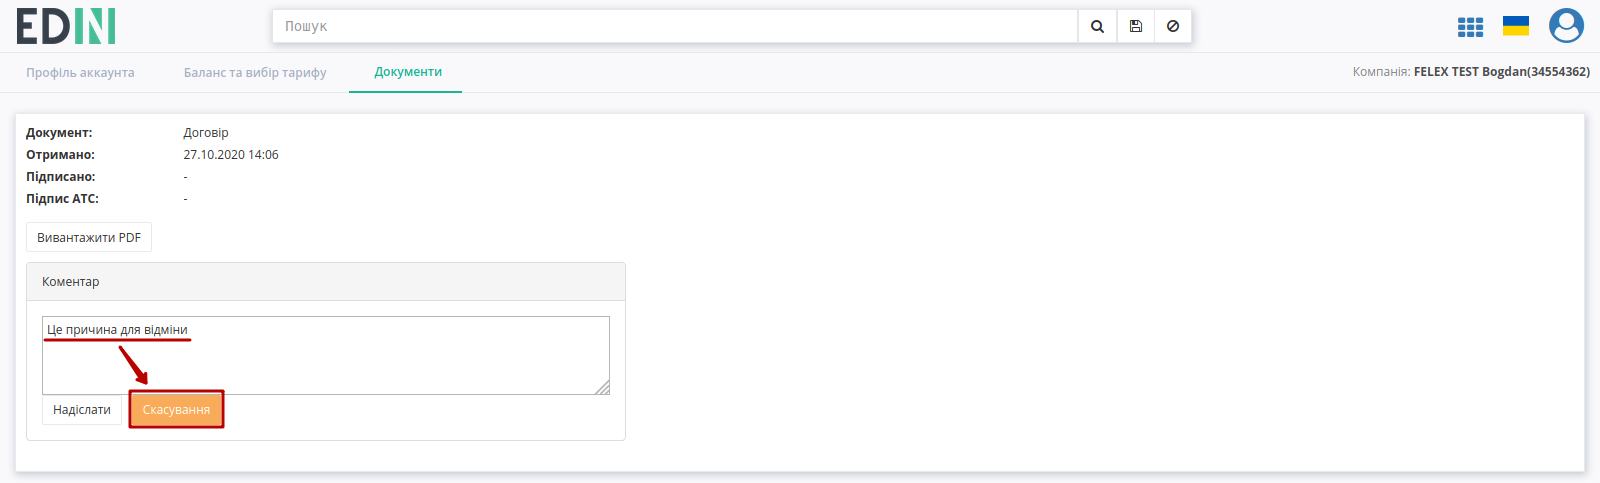 EDIN
Пошук
Профіль аккаунта
Баланс та вибір тарифу
Документи
Компанія: FELEX TEST Bogdan(34554362)
Документ: Договір
Отримано: 27.10.2020 14:06
Підписано: -
Підпис АТС: -
Вивантажити PDF
Коментар
Це причина для відміни
Надіслати
Скасування